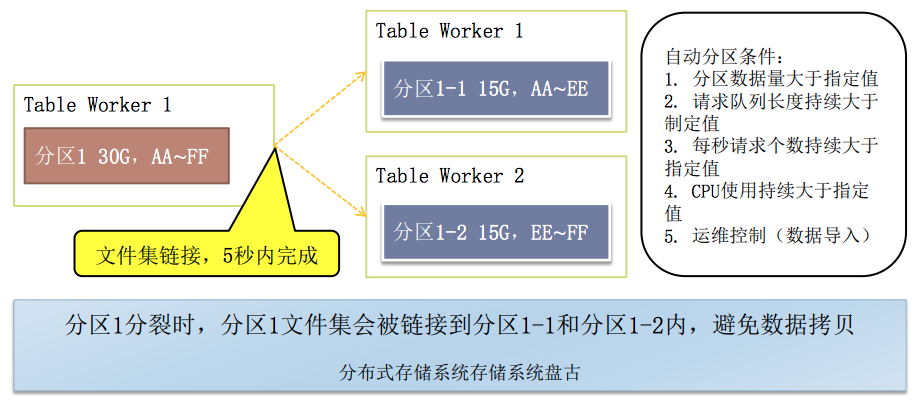 Table Worker 1
分区1 30G，AA~FF
文件集链接，5秒内完成
Table Worker 1
分区1-1 15G，AA~EE
Table Worker 2
分区1-2 15G，EE~FF
自动分区条件：
1. 分区数据量大于指定值
2. 请求队列长度持续大于
制定值
3. 每秒请求个数持续大于
指定值
4. CPU使用持续大于指定
值
5. 运维控制（数据导入）
分区1分裂时，分区1文件集会被链接到分区1-1和分区1-2内，避免数据拷贝
分布式存储系统存储系统盘古